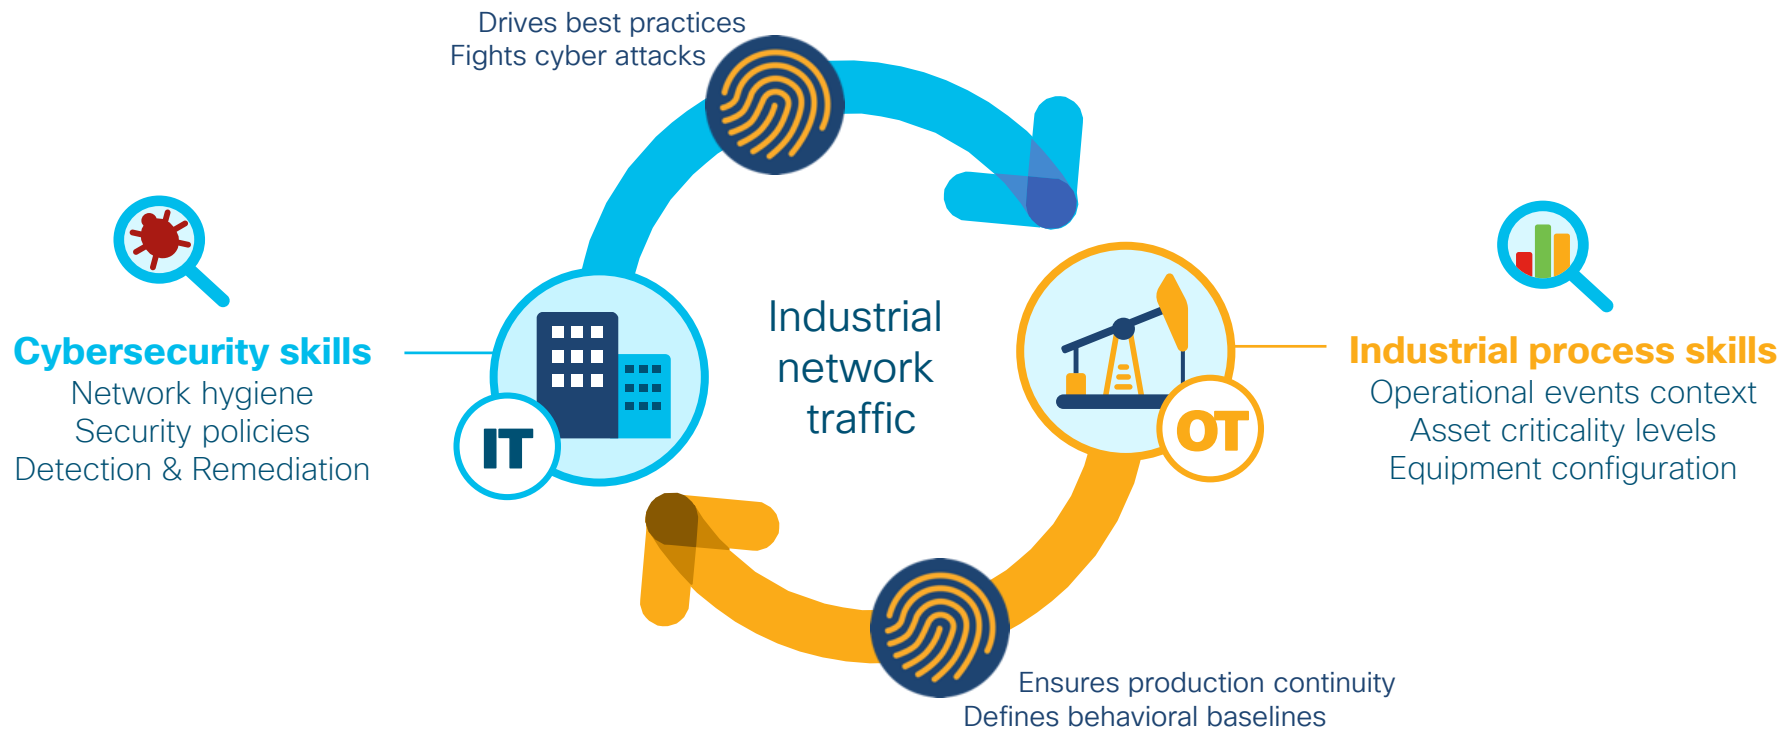 Drives best practices
Fights cyber attacks
Cybersecurity skills
Network hygiene
Security policies
Detection & Remediation
IT
Industrial
network
traffic
OT
Industrial process skills
Operational events context
Asset criticality levels
Equipment configuration
Ensures production continuity
Defines behavioral baselines